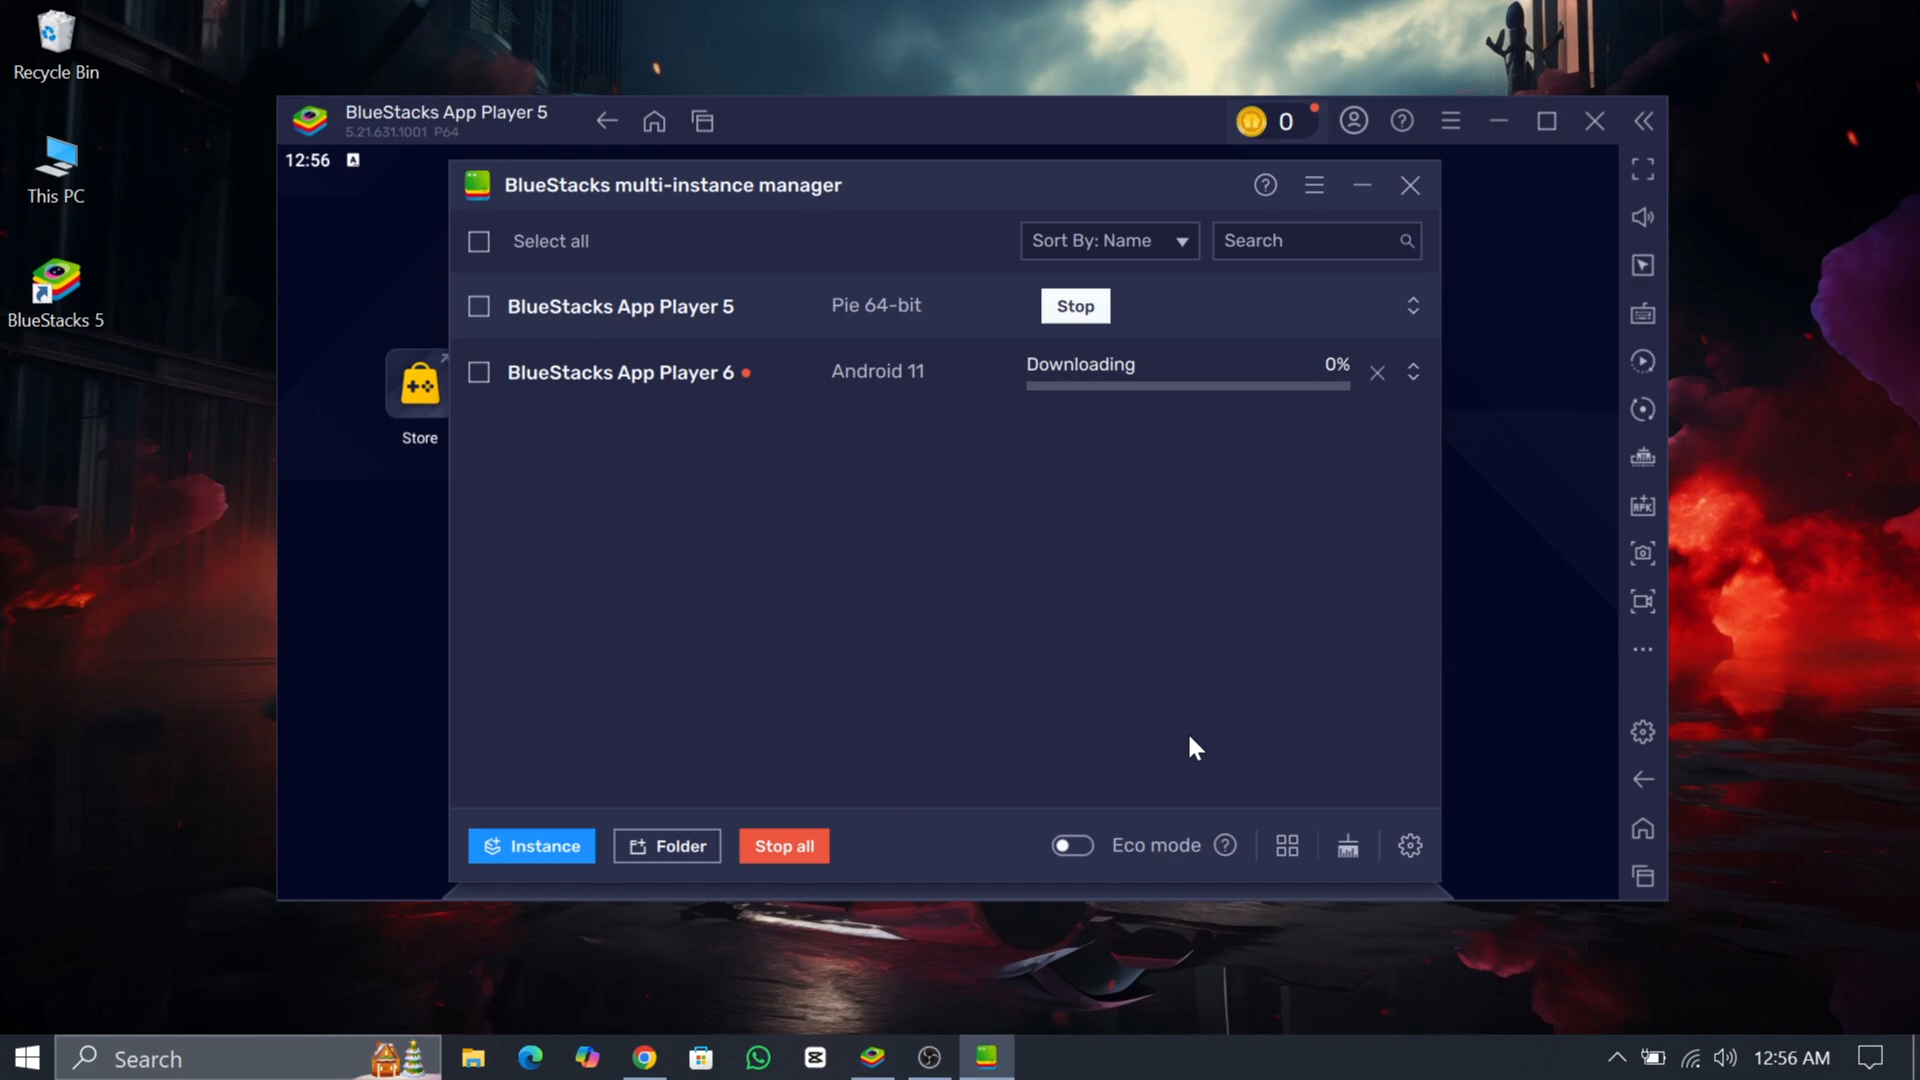 Recycle Bin
This PC
BlueStacks 5
BlueStacks App Player 5
5.21.631.1001 P64
0
12:56
A
BlueStacks multi-instance manager
Select all
Sort By: Name
Search
BlueStacks App Player 5
Pie 64-bit
Stop
BlueStacks App Player 6
Android 11
Downloading
0%
Store
APK
Instance
Folder
Stop all
Eco mode
Search
12:56 AM